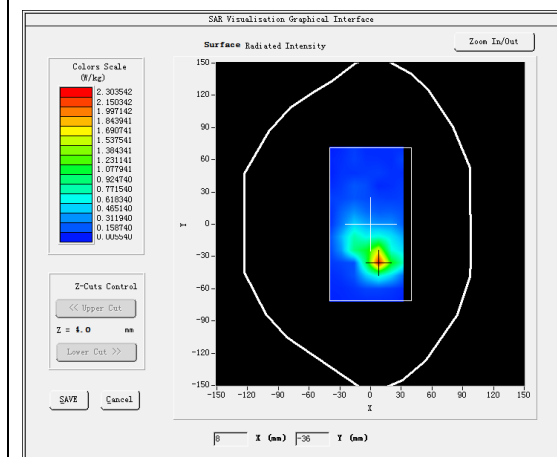 SAR Visualisation Graphical Interface
Surface Radiated Intensity
Zoom In/Out
Colors Scale
(W/kg)
2.303542
2.150342
1.997142
1.843941
1.690741
1.537541
1.384341
1.231141
1.077941
0.924740
0.771540
0.618340
0.465140
0.311940
0.158740
0.005540
Z-Cuts Control
<< Upper Cut
Z = 4.0 mm
Lower Cut >>
SAVE
Cancel
150
120
90
60
30
0
-30
-60
-90
-120
-150
Y
-150 -120 -90 -60 -30 0 30 60 90 120 150
X
8 X (mm) -36 Y (mm)